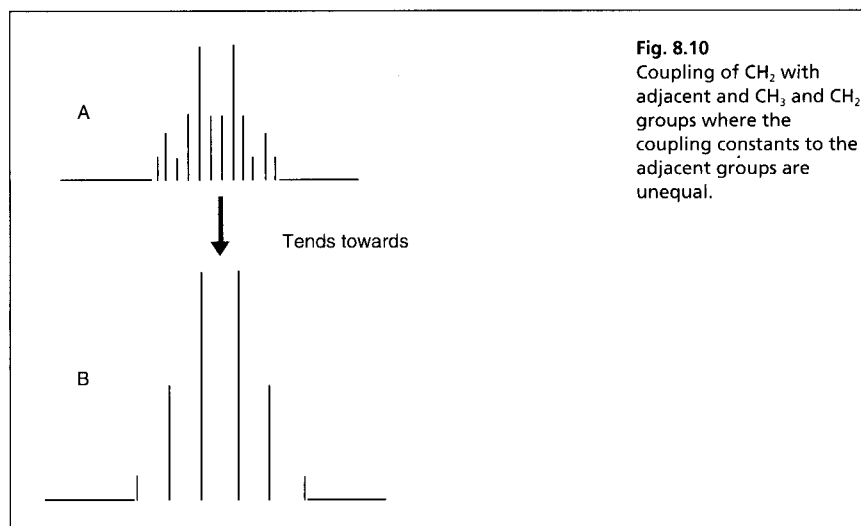 A
Tends towards
B
Fig. 8.10
Coupling of CH₂ with
adjacent and CH₃ and CH₂
groups where the
coupling constants to the
adjacent groups are
unequal.